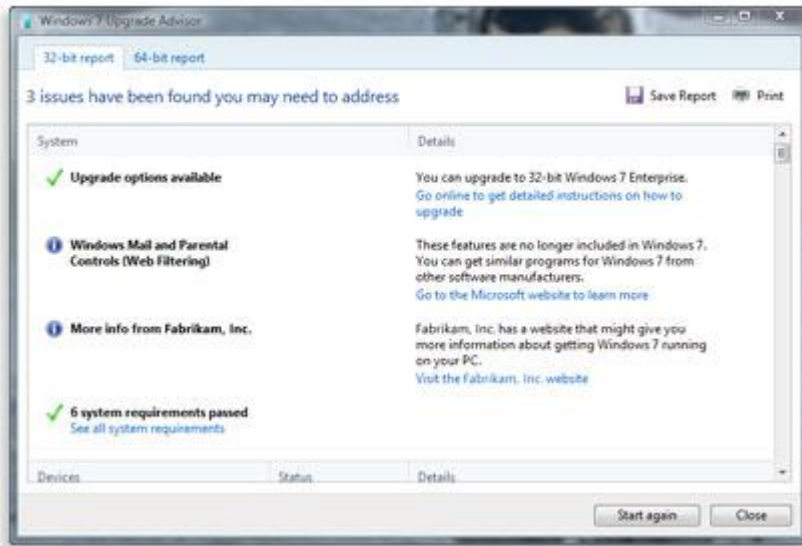 Windows 7 Upgrade Advisor
32-bit report 64-bit report
3 issues have been found you may need to address
Save Report Print
System Details
Upgrade options available
You can upgrade to 32-bit Windows 7 Enterprise.
Go online to get detailed instructions on how to
upgrade
Windows Mail and Parental
Controls (Web Filtering)
These features are no longer included in Windows 7.
You can get similar programs for Windows 7 from
other software manufacturers.
Go to the Microsoft website to learn more
More info from Fabrikam, Inc.
Fabrikam, Inc. has a website that might give you
more information about getting Windows 7 running
on your PC.
Visit the Fabrikam, Inc. website
6 system requirements passed
See all system requirements
Devices Status Details
Start again Close